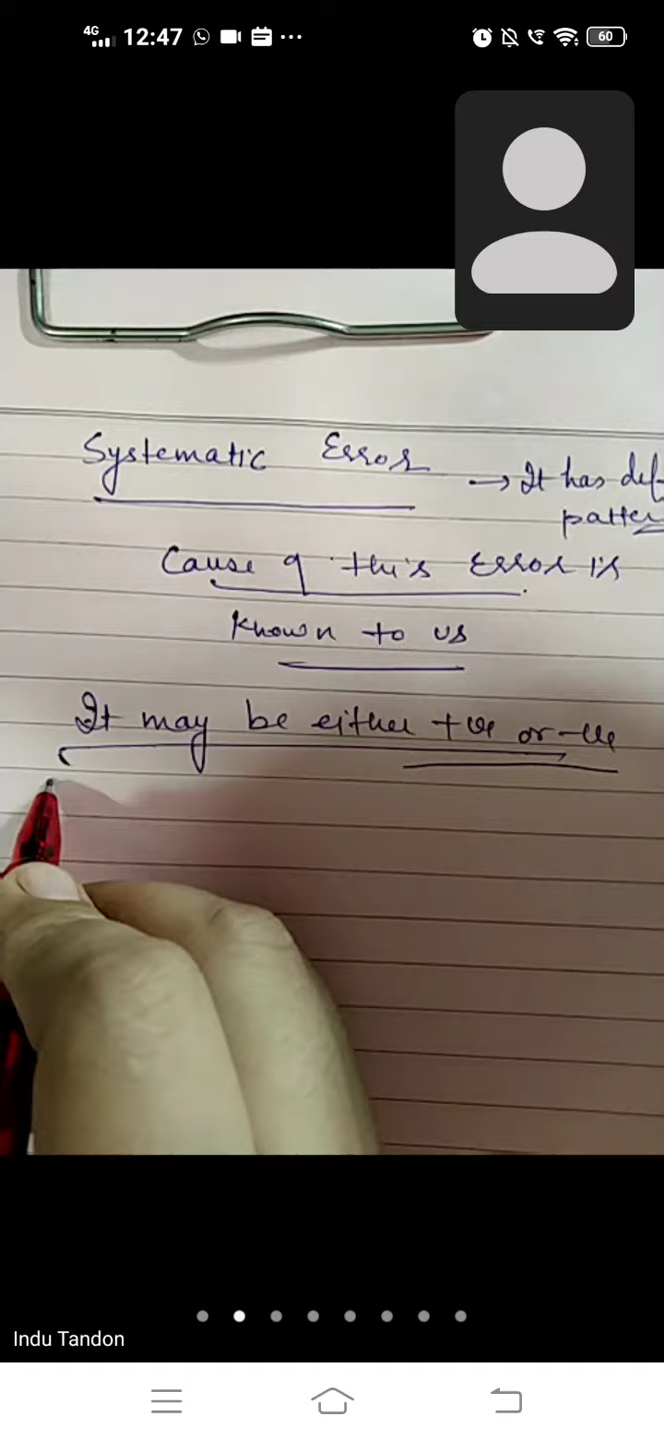 4G 12:47 60
Systematic Error → It has def
patte
Cause of this Error is
Known to us
It may be either +ve or -ve
Indu Tandon